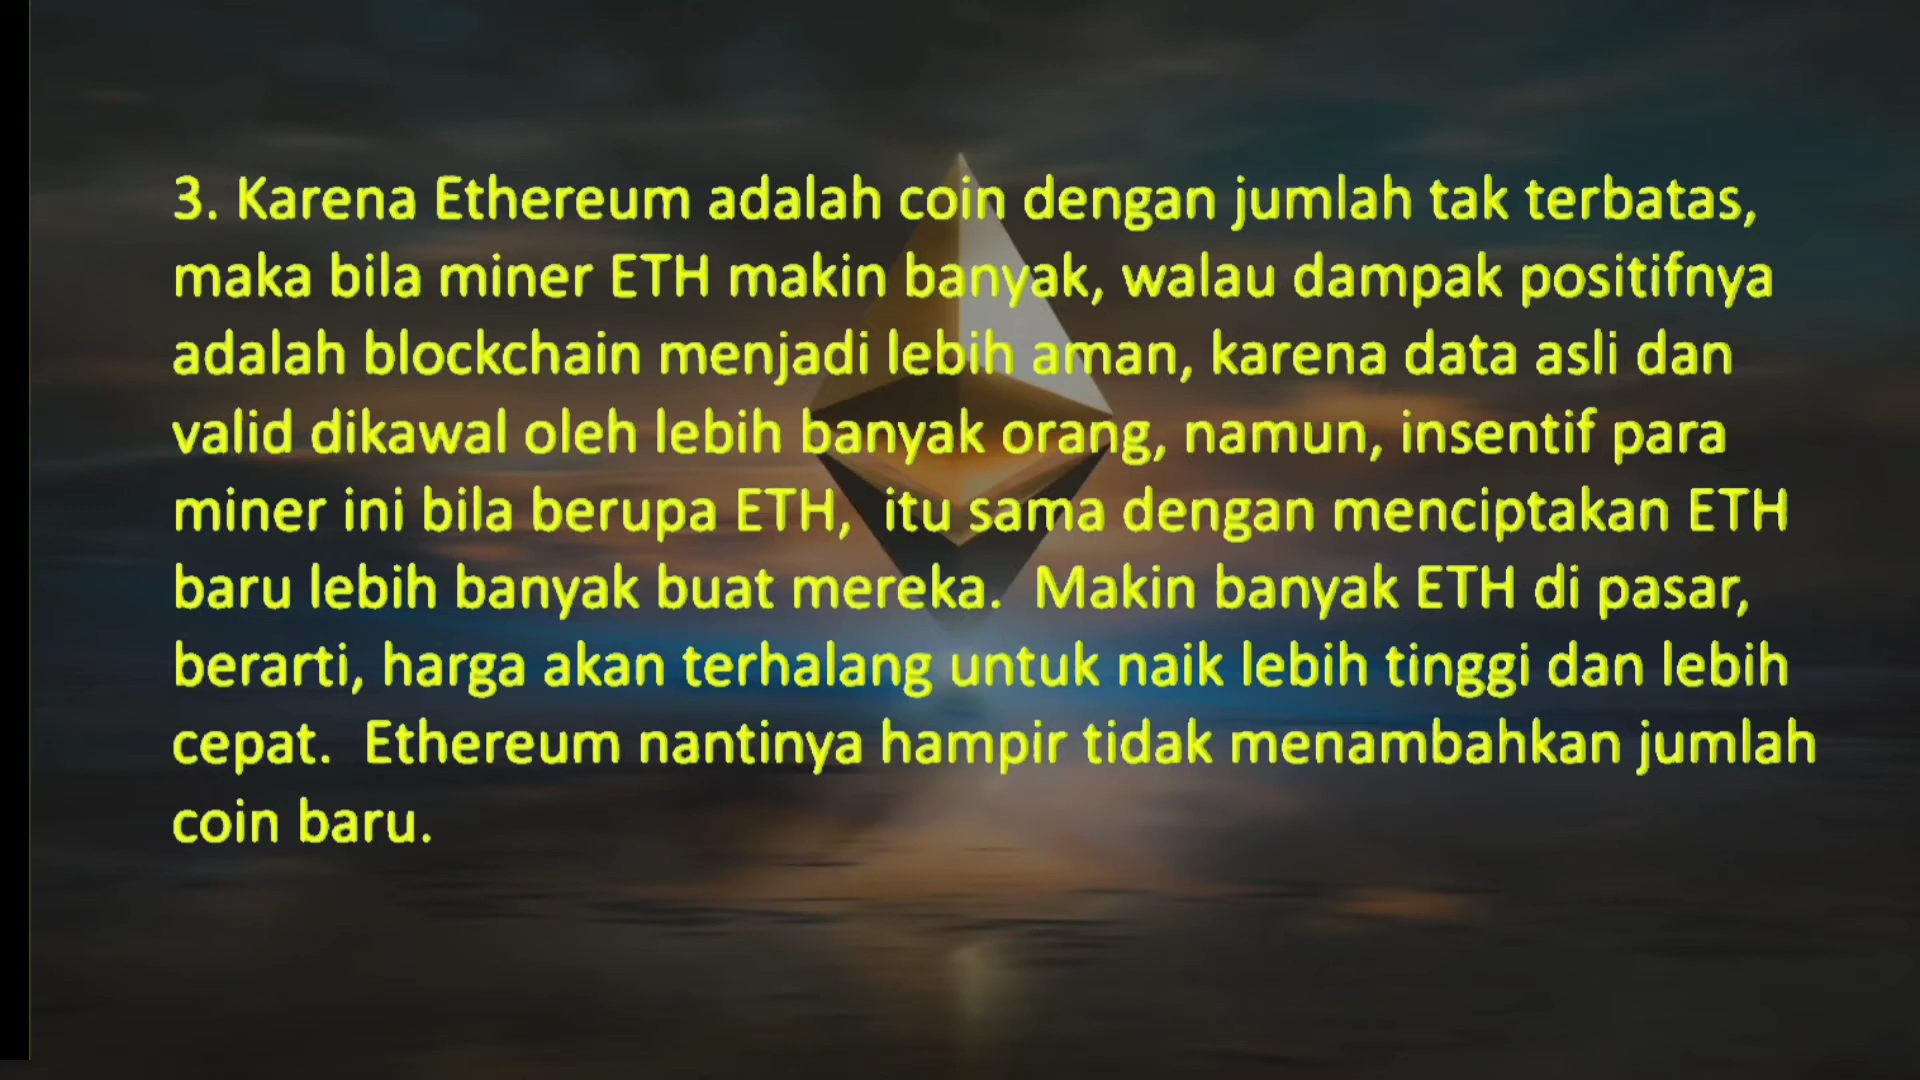 3. Karena Ethereum adalah coin dengan jumlah tak terbatas,
maka bila miner ETH makin banyak, walau dampak positifnya
adalah blockchain menjadi lebih aman, karena data asli dan
valid dikawal oleh lebih banyak orang, namun, insentif para
miner ini bila berupa ETH,  itu sama dengan menciptakan ETH
baru lebih banyak buat mereka.  Makin banyak ETH di pasar,
berarti, harga akan terhalang untuk naik lebih tinggi dan lebih
cepat.  Ethereum nantinya hampir tidak menambahkan jumlah
coin baru.